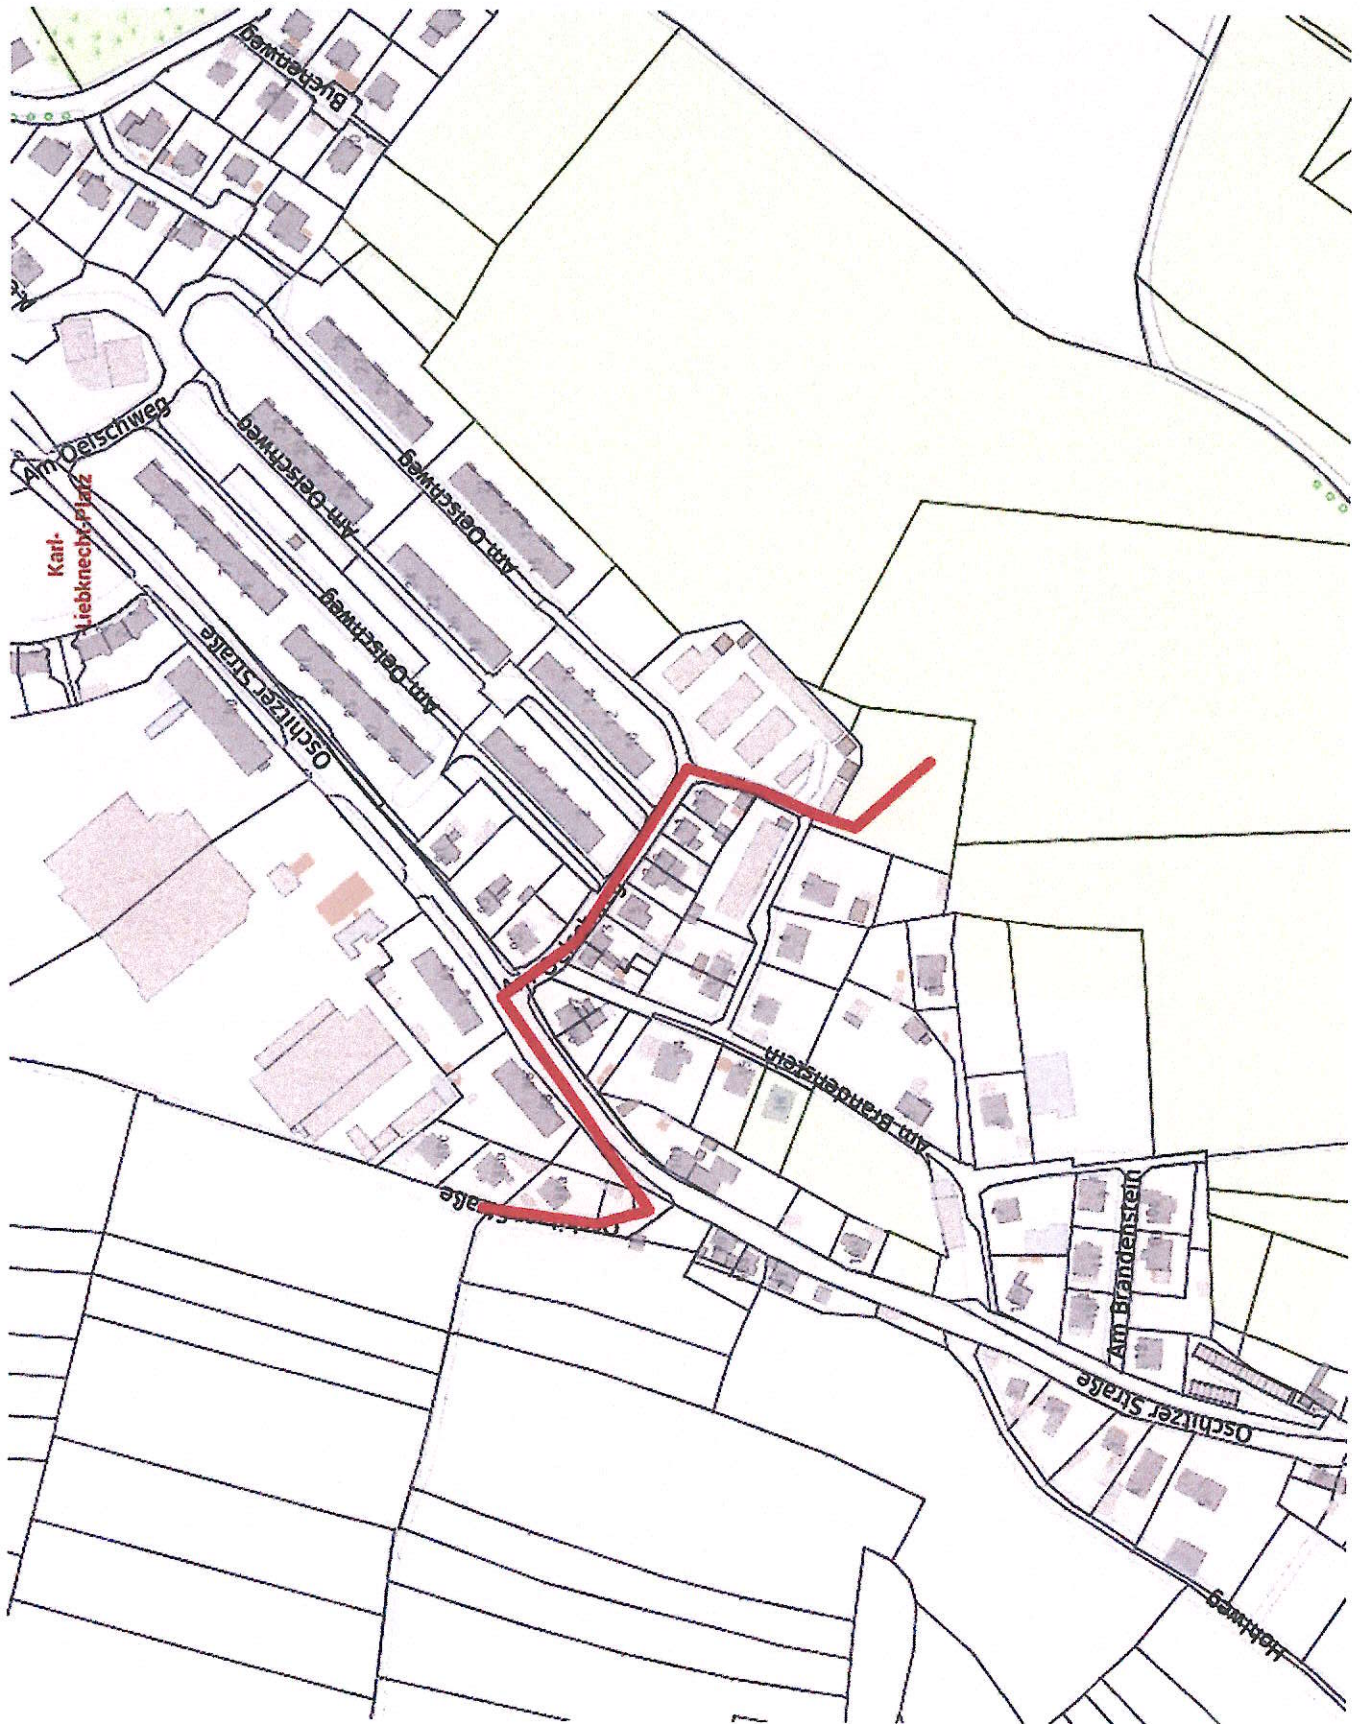 Buchenweg
Am Oelschweg
Karl-
Liebknecht-Platz
Am Oelschweg
Am Oelschweg
Am Oelschweg
Oschitzer Straße
Am Brandenstein
Am Brandenstein
Oschitzer Straße
Hohlweg